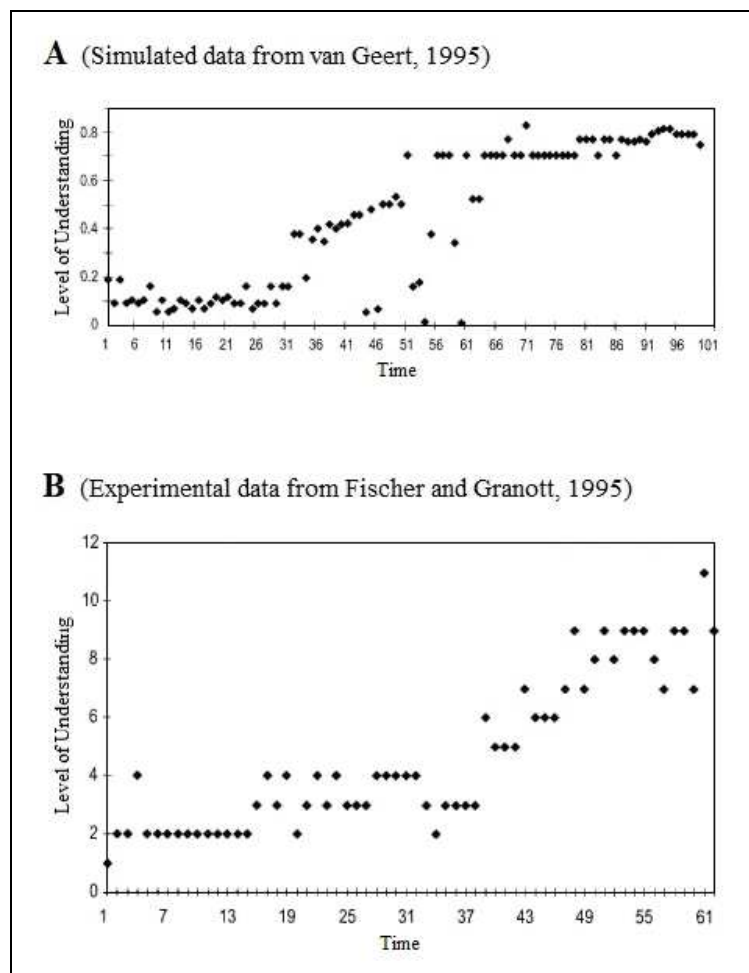 A (Simulated data from van Geert, 1995)
Level of Understanding
0.8
0.6
0.4
0.2
0
1 6 11 16 21 26 31 36 41 46 51 56 61 66 71 76 81 86 91 96 101
Time
B (Experimental data from Fischer and Granott, 1995)
Level of Understanding
12
10
8
6
4
2
0
1 7 13 19 25 31 37 43 49 55 61
Time